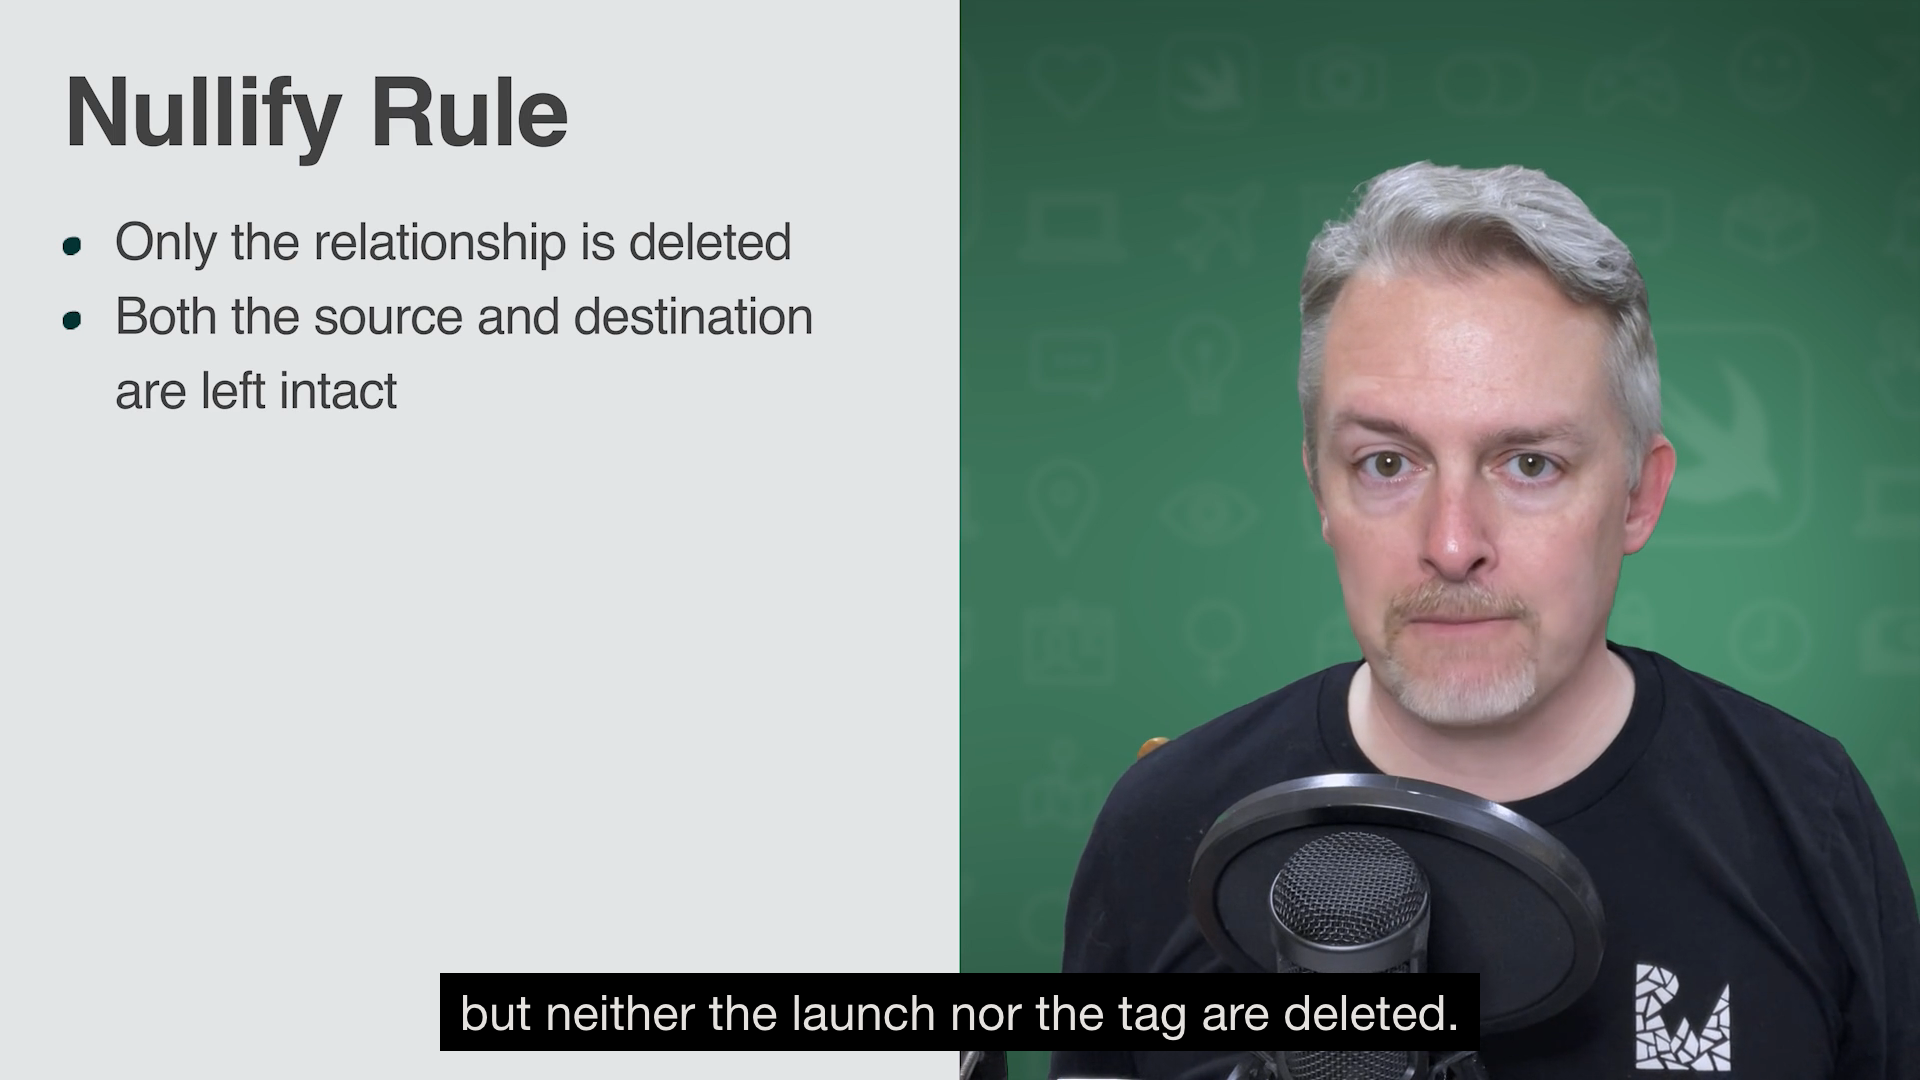 Nullify Rule
• Only the relationship is deleted
• Both the source and destination
are left intact
but neither the launch nor the tag are deleted.